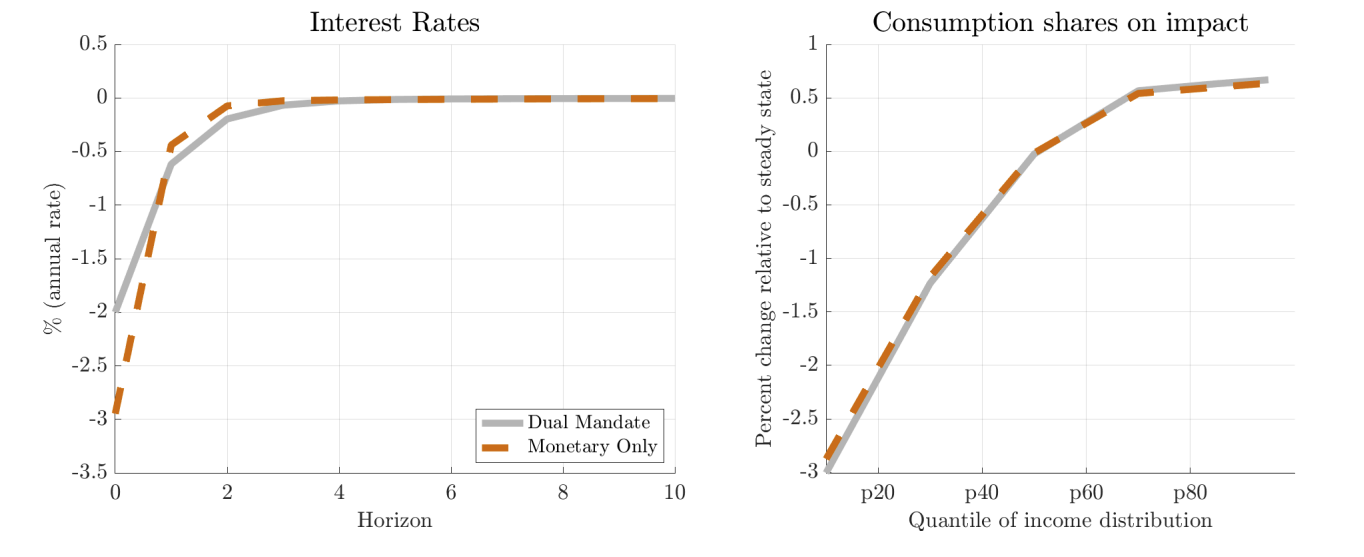 Interest Rates
0.5
0
-0.5
-1
-1.5
-2
-2.5
-3
-3.5
% (annual rate)
0
2
4
6
8
10
Horizon
Dual Mandate
Monetary Only
Consumption shares on impact
1
0.5
0
-0.5
-1
-1.5
-2
-2.5
-3
Percent change relative to steady state
p20
p40
p60
p80
Quantile of income distribution